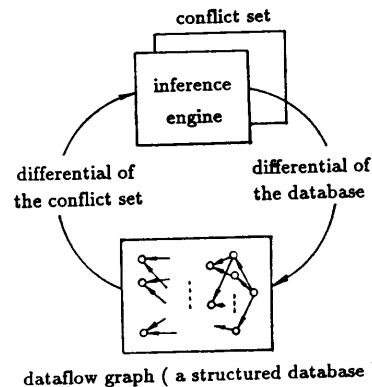 conflict set
inference
engine
differential of
the conflict set
differential of
the database
dataflow graph ( a structured database